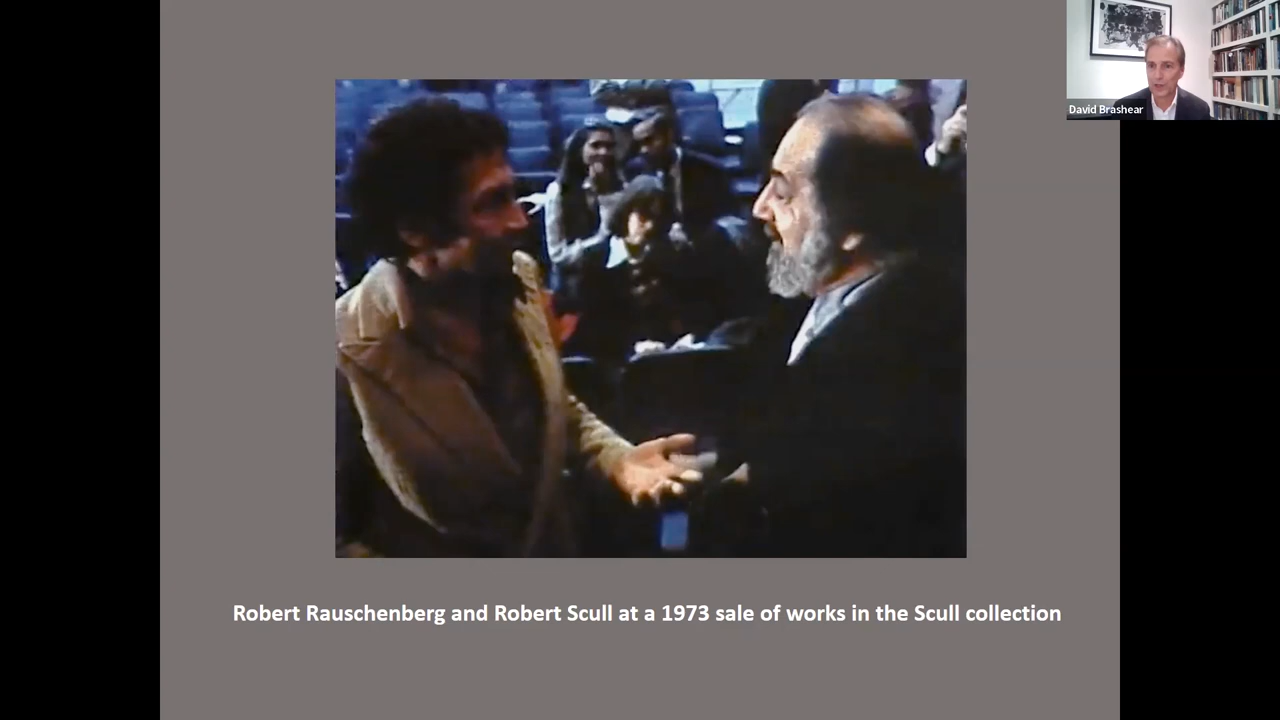 David Brashear
Robert Rauschenberg and Robert Scull at a 1973 sale of works in the Scull collection